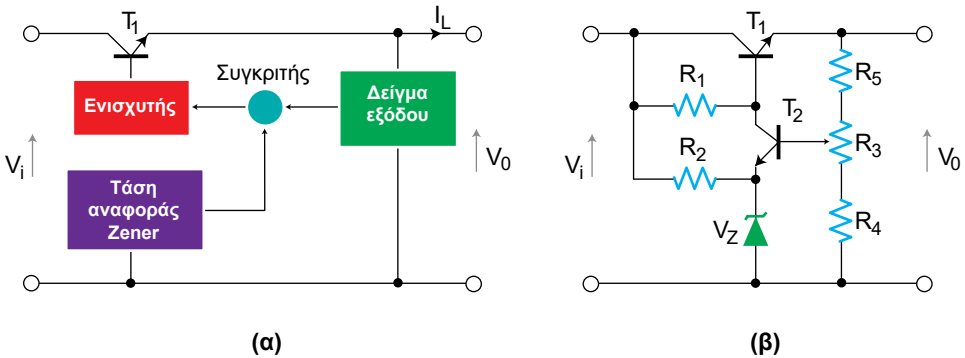 T1
IL
Συγκριτής
Ενισχυτής
Δείγμα
εξόδου
Vi
V0
Τάση
αναφοράς
Zener
(α)
T1
R1
R5
T2
R2
R3
Vi
V0
VZ
R4
(β)